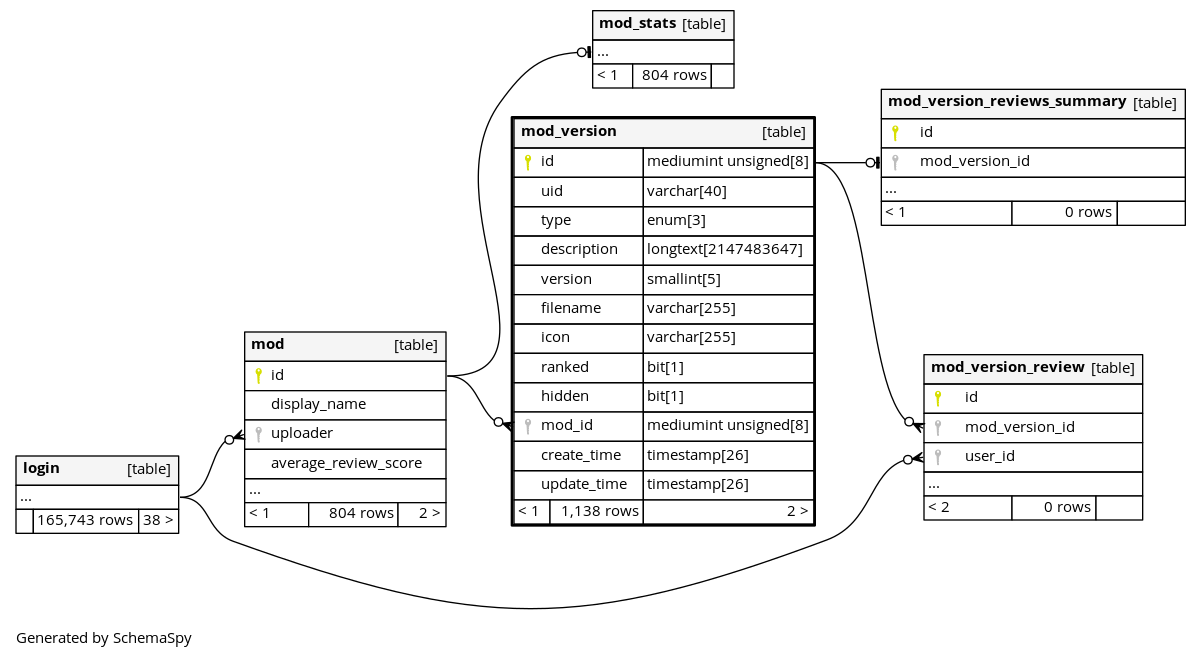 mod_stats [table]
...
< 1 804 rows
mod_version_reviews_summary [table]
id
mod_version_id
...
< 1 0 rows
mod_version [table]
id mediumint unsigned[8]
uid varchar[40]
type enum[3]
description longtext[2147483647]
version smallint[5]
filename varchar[255]
icon varchar[255]
ranked bit[1]
hidden bit[1]
mod_id mediumint unsigned[8]
create_time timestamp[26]
update_time timestamp[26]
< 1 1,138 rows 2 >
mod [table]
id
display_name
uploader
average_review_score
...
< 1 804 rows 2 >
mod_version_review [table]
id
mod_version_id
user_id
...
< 2 0 rows
login [table]
...
165,743 rows 38 >
Generated by SchemaSpy